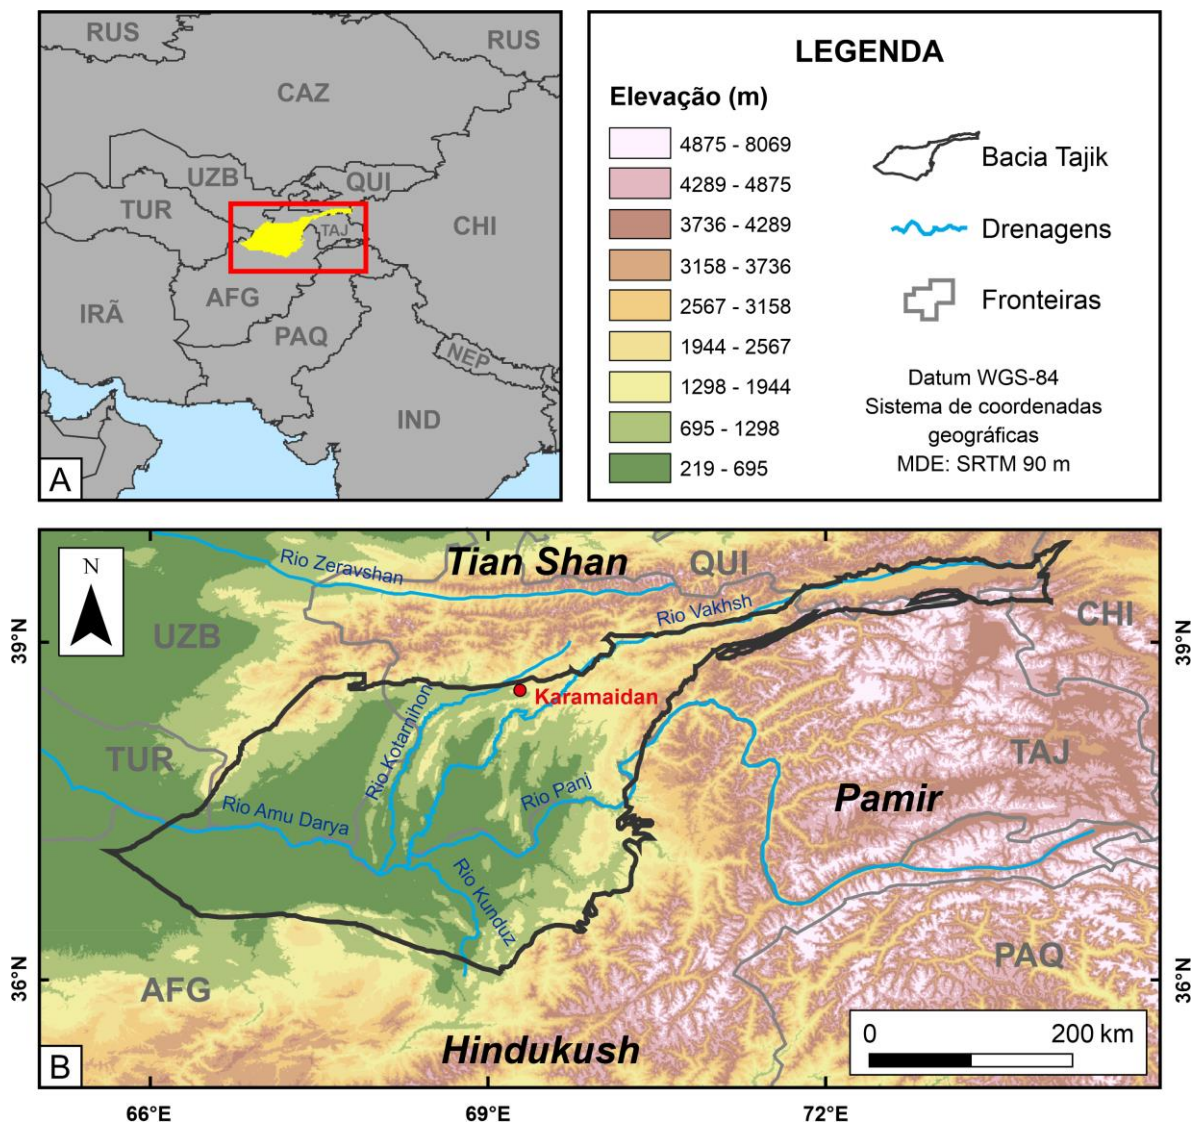 RUS
RUS
CAZ
UZB
QUI
TUR
TAJ
CHI
AFG
IRÃ
PAQ
NEP
IND
A
LEGENDA
Elevação (m)
4875 - 8069
4289 - 4875
3736 - 4289
3158 - 3736
2567 - 3158
1944 - 2567
1298 - 1944
695 - 1298
219 - 695
Bacia Tajik
Drenagens
Fronteiras
Datum WGS-84
Sistema de coordenadas
geográficas
MDE: SRTM 90 m
N
Rio Zeravshan
Tian Shan
QUI
Rio Vakhsh
CHI
UZB
39°N
39°N
Karamaidan
Rio Kotarnihon
TUR
TAJ
Rio Panj
Pamir
Rio Amu Darya
Rio Kunduz
PAQ
36°N
36°N
AFG
Hindukush
0
200 km
B
66°E
69°E
72°E